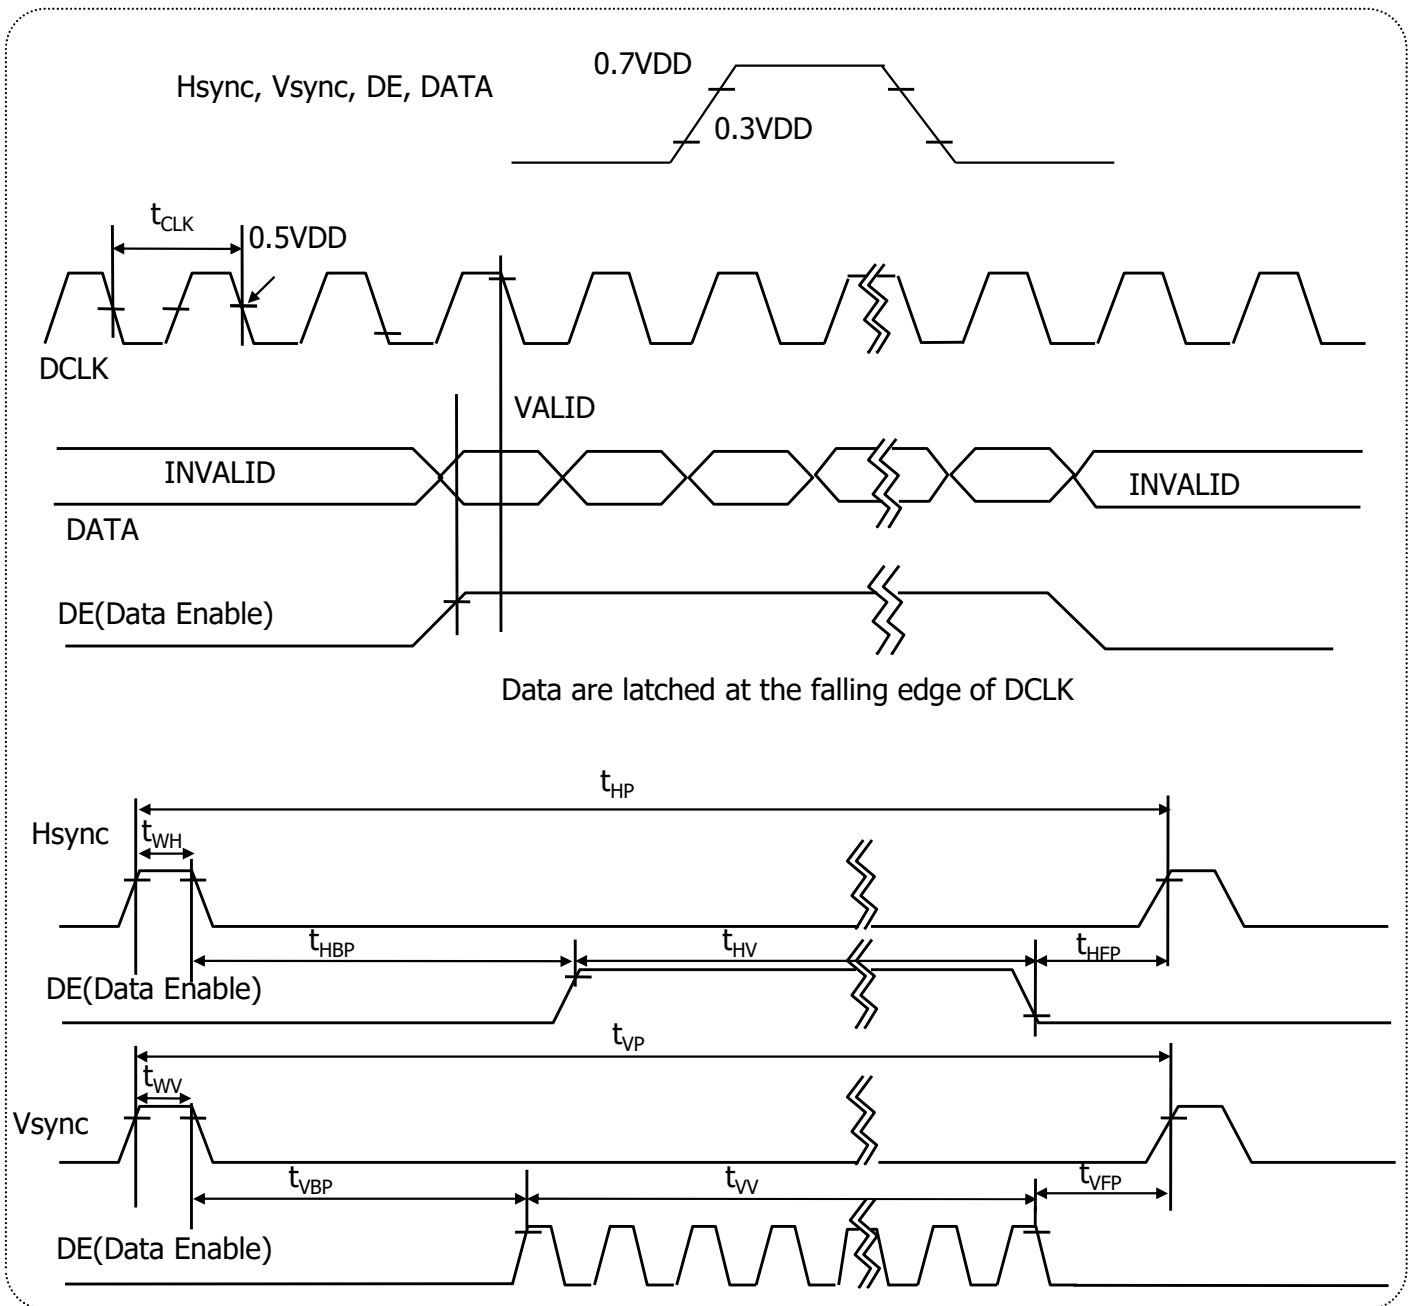 0.7VDD
Hsync, Vsync, DE, DATA
0.3VDD
tCLK
0.5VDD
DCLK
VALID
INVALID
INVALID
DATA
DE(Data Enable)
Data are latched at the falling edge of DCLK
tHP
Hsync
tWH
tHBP
tHV
tHFP
DE(Data Enable)
tVP
tWV
Vsync
tVBP
tVV
tVFP
DE(Data Enable)